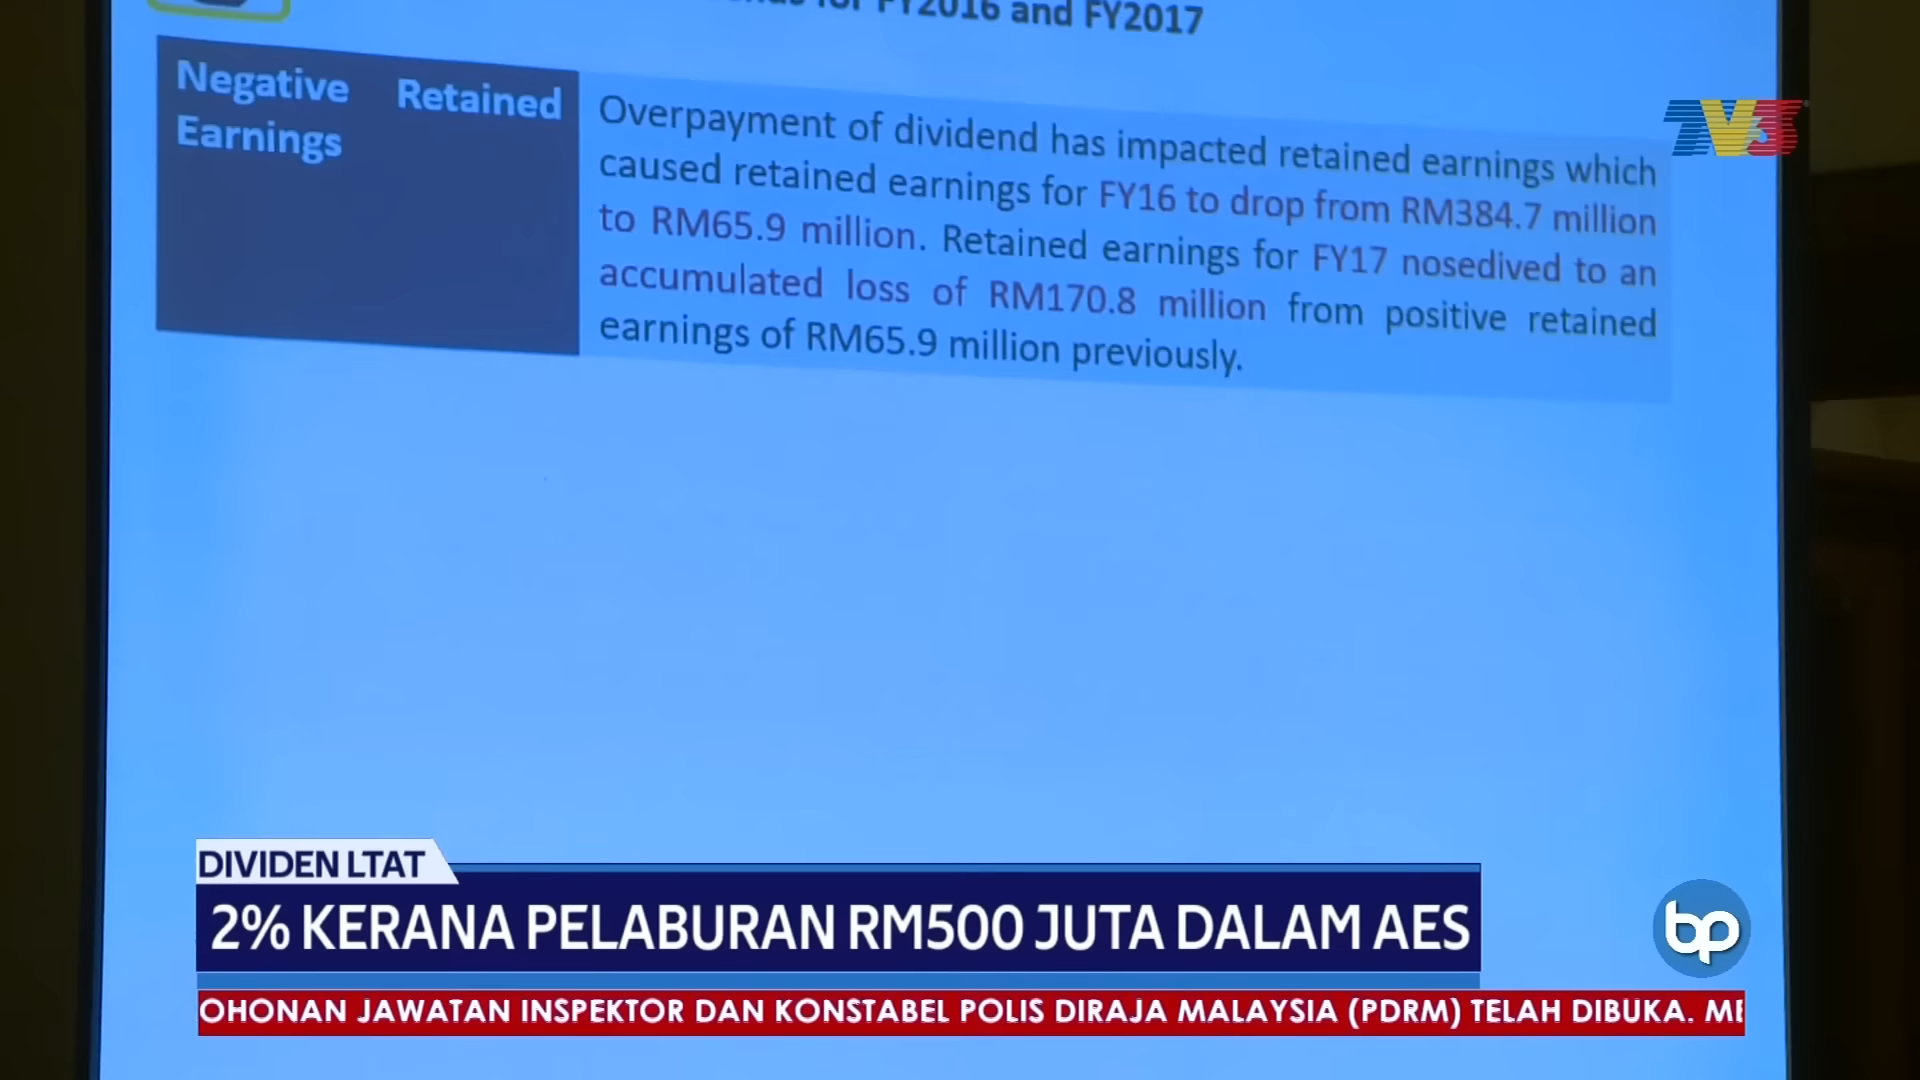 for FY2016 and FY2017
Negative Retained
Earnings
Overpayment of dividend has impacted retained earnings which
caused retained earnings for FY16 to drop from RM384.7 million
to RM65.9 million. Retained earnings for FY17 nosedived to an
accumulated loss of RM170.8 million from positive retained
earnings of RM65.9 million previously.
TV3
DIVIDEN LTAT
2% KERANA PELABURAN RM500 JUTA DALAM AES
bp
OHONAN JAWATAN INSPEKTOR DAN KONSTABEL POLIS DIRAJA MALAYSIA (PDRM) TELAH DIBUKA. ME